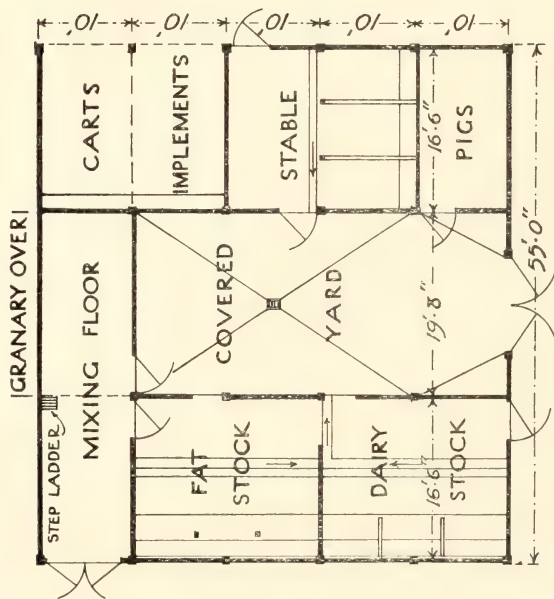 10' 10' 10' 10' 10'
|GRANARY OVER|
CARTS
IMPLEMENTS
STABLE
16'-6"
PIGS
MIXING FLOOR
COVERED
YARD
19'-8"
55'-0"
STEP LADDER
FAT
STOCK
DAIRY
STOCK
16'-6"